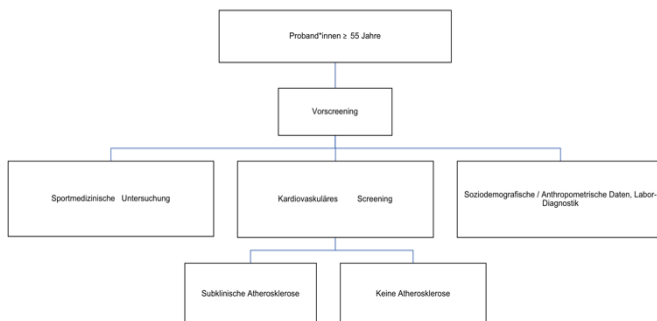 Proband*innen ≥ 55 Jahre
Vorscreening
Sportmedizinische Untersuchung
Kardiovaskuläres Screening
Soziodemografische / Anthropometrische Daten, Labor-
Diagnostik
Subklinische Atherosklerose
Keine Atherosklerose